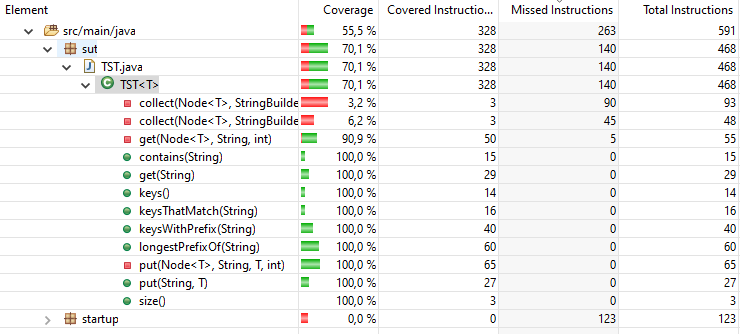 Element Coverage Covered Instructio... Missed Instructions Total Instructions
src/main/java 55,5 % 328 263 591
sut 70,1 % 328 140 468
TST.java 70,1 % 328 140 468
TST<T> 70,1 % 328 140 468
collect(Node<T>, StringBuilde 3,2 % 3 90 93
collect(Node<T>, StringBuilde 6,2 % 3 45 48
get(Node<T>, String, int) 90,9 % 50 5 55
contains(String) 100,0 % 15 0 15
get(String) 100,0 % 29 0 29
keys() 100,0 % 14 0 14
keysThatMatch(String) 100,0 % 16 0 16
keysWithPrefix(String) 100,0 % 40 0 40
longestPrefixOf(String) 100,0 % 60 0 60
put(Node<T>, String, T, int) 100,0 % 65 0 65
put(String, T) 100,0 % 27 0 27
size() 100,0 % 3 0 3
startup 0,0 % 0 123 123